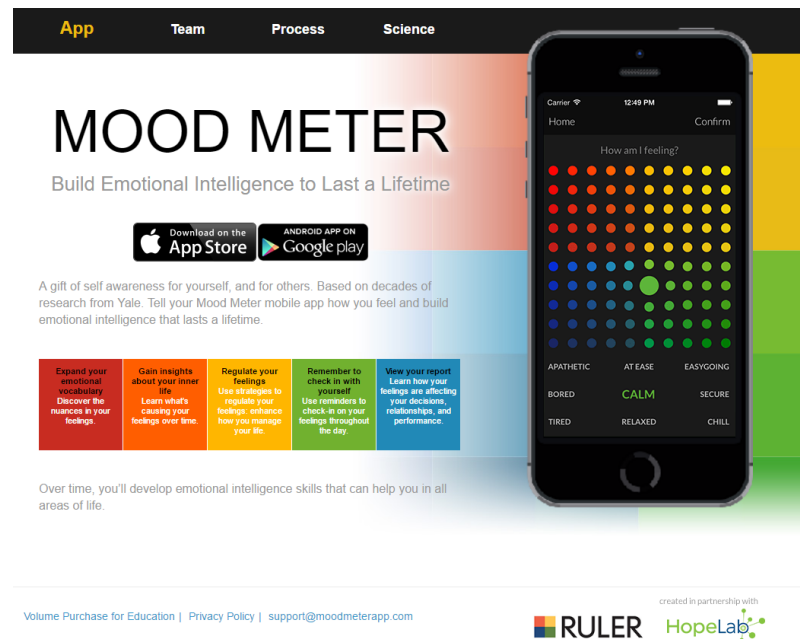 App Team Process Science
MOOD METER
Build Emotional Intelligence to Last a Lifetime
Download on the
App Store
ANDROID APP ON
Google play
A gift of self awareness for yourself, and for others. Based on decades of
research from Yale. Tell your Mood Meter mobile app how you feel and build
emotional intelligence that lasts a lifetime.
Expand your
emotional
vocabulary
Discover the
nuances in your
feelings.
Gain insights
about your inner
life
Learn what's
causing your
feelings over time.
Regulate your
feelings
Use strategies to
regulate your
feelings: enhance
how you manage
your life.
Remember to
check in with
yourself
Use reminders to
check-in on your
feelings throughout
the day.
View your report
Learn how your
feelings are affecting
your decisions,
relationships, and
performance.
Over time, you'll develop emotional intelligence skills that can help you in all
areas of life.
Carrier 12:49 PM
Home Confirm
How am I feeling?
APATHETIC AT EASE EASYGOING
BORED CALM SECURE
TIRED RELAXED CHILL
Volume Purchase for Education | Privacy Policy | support@moodmeterapp.com
RULER
created in partnership with
HopeLab